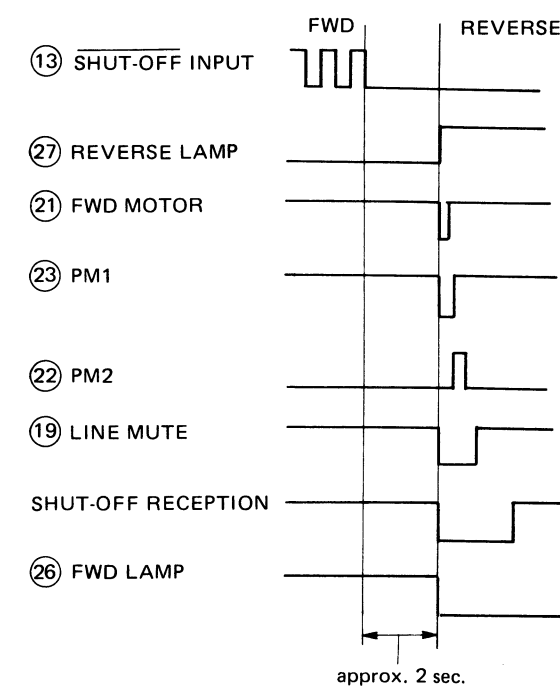 FWD REVERSE
13 SHUT-OFF INPUT
27 REVERSE LAMP
21 FWD MOTOR
23 PM1
22 PM2
19 LINE MUTE
SHUT-OFF RECEPTION
26 FWD LAMP
approx. 2 sec.